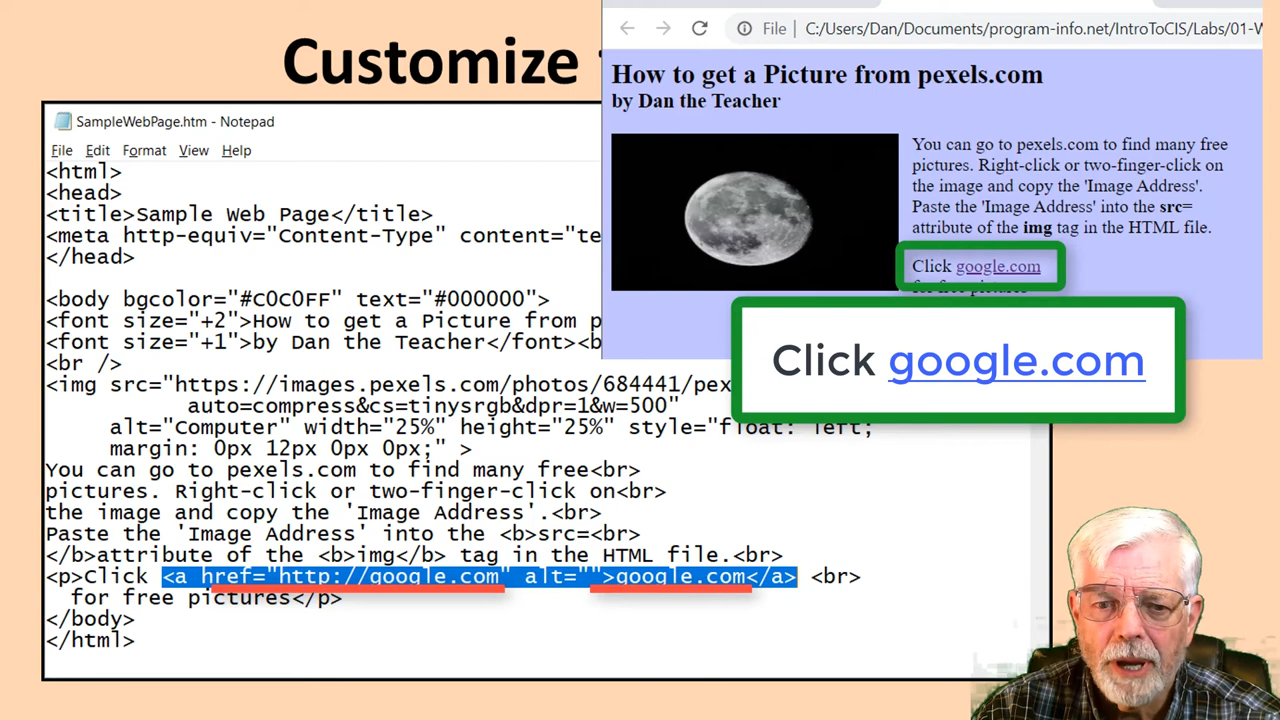 Customize
SampleWebPage.htm - Notepad
File Edit Format View Help
<html>
<head>
<title>Sample Web Page</title>
<meta http-equiv="Content-Type" content="te
</head>
<body bgcolor="#C0C0FF" text="#000000">
<font size="+2">How to get a Picture from p
<font size="+1">by Dan the Teacher</font><b
<br />
<img src="https://images.pexels.com/photos/684441/pex
auto=compress&cs=tinysrgb&dpr=1&w=500"
alt="Computer" width="25%" height="25%" style="float: left;
margin: 0px 12px 0px 0px;" >
You can go to pexels.com to find many free<br>
pictures. Right-click or two-finger-click on<br>
the image and copy the 'Image Address'.<br>
Paste the 'Image Address' into the <b>src=<br>
</b>attribute of the <b>img</b> tag in the HTML file.<br>
<p>Click <a href="http://google.com" alt="">google.com</a> <br>
for free pictures</p>
</body>
</html>
File C:/Users/Dan/Documents/program-info.net/IntroToCIS/Labs/01-W
How to get a Picture from pexels.com
by Dan the Teacher
You can go to pexels.com to find many free
pictures. Right-click or two-finger-click on
the image and copy the 'Image Address'.
Paste the 'Image Address' into the src=
attribute of the img tag in the HTML file.
Click google.com
for free pictures
Click google.com